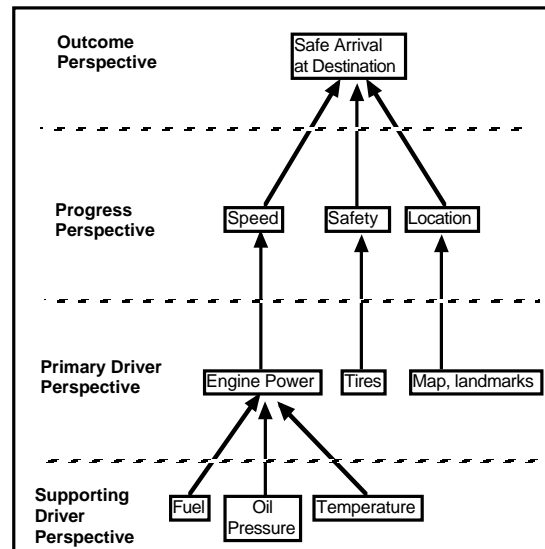 Outcome
Perspective
Safe Arrival
at Destination
Progress
Perspective
Speed
Safety
Location
Primary Driver
Perspective
Engine Power
Tires
Map, landmarks
Supporting
Driver
Perspective
Fuel
Oil
Pressure
Temperature